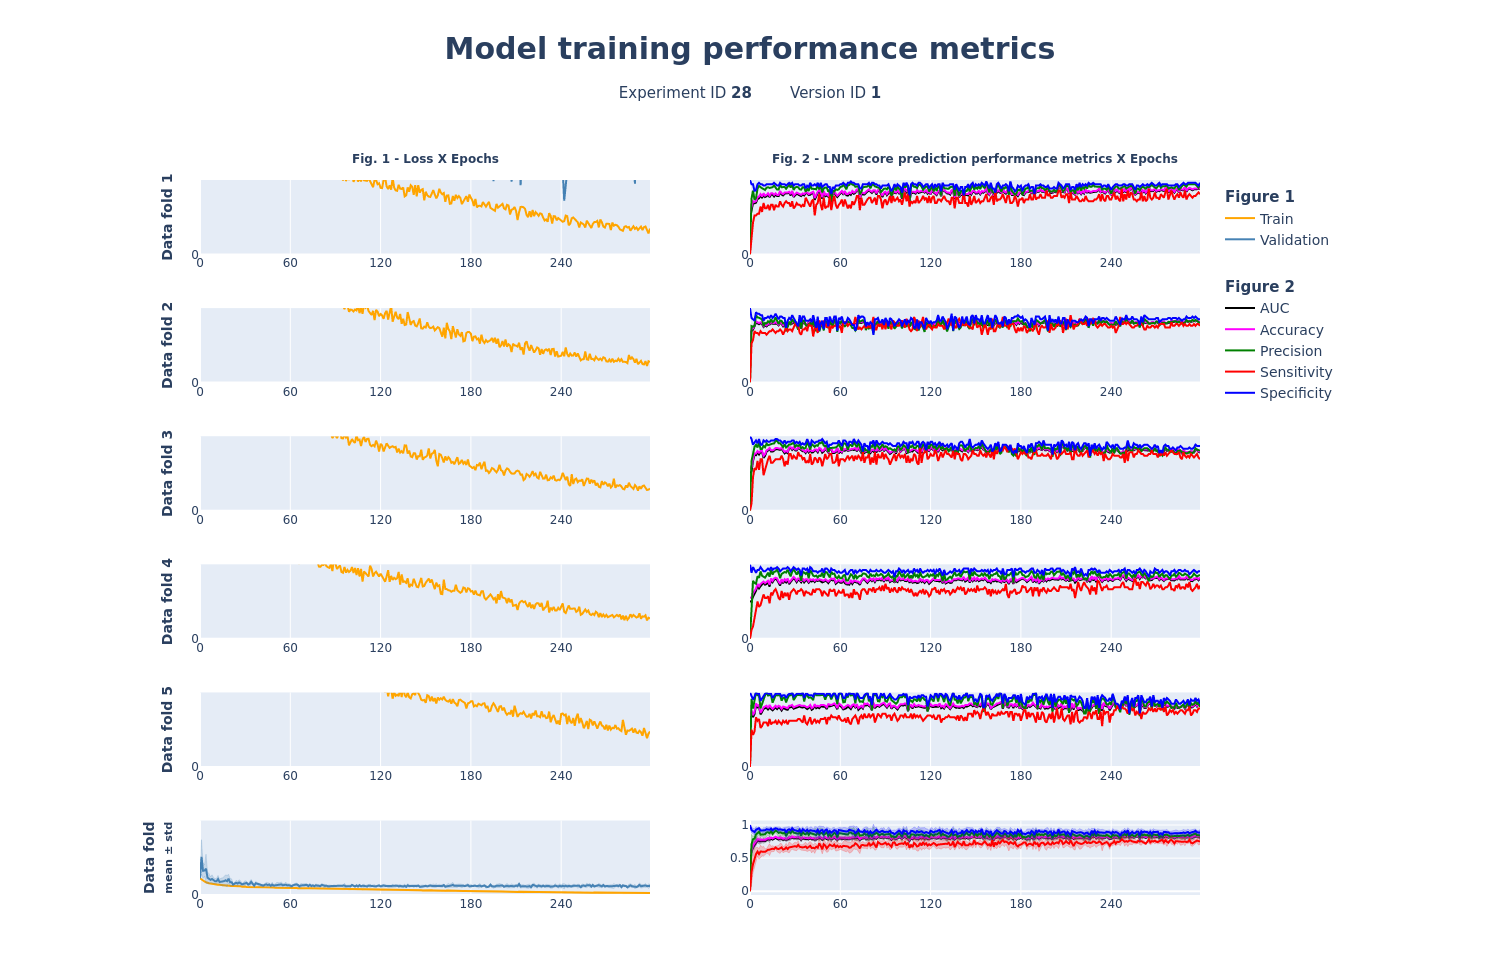 Model training performance metrics
Experiment ID 28 Version ID 1
Fig. 1 - Loss X Epochs
Fig. 2 - LNM score prediction performance metrics X Epochs
Data fold 1
0
0 60 120 180 240
0
0 60 120 180 240
Data fold 2
0
0 60 120 180 240
0
0 60 120 180 240
Data fold 3
0
0 60 120 180 240
0
0 60 120 180 240
Data fold 4
0
0 60 120 180 240
0
0 60 120 180 240
Data fold 5
0
0 60 120 180 240
0
0 60 120 180 240
Data fold
mean ± std
0
0 60 120 180 240
1
0.5
0
0 60 120 180 240
Figure 1
Train
Validation
Figure 2
AUC
Accuracy
Precision
Sensitivity
Specificity